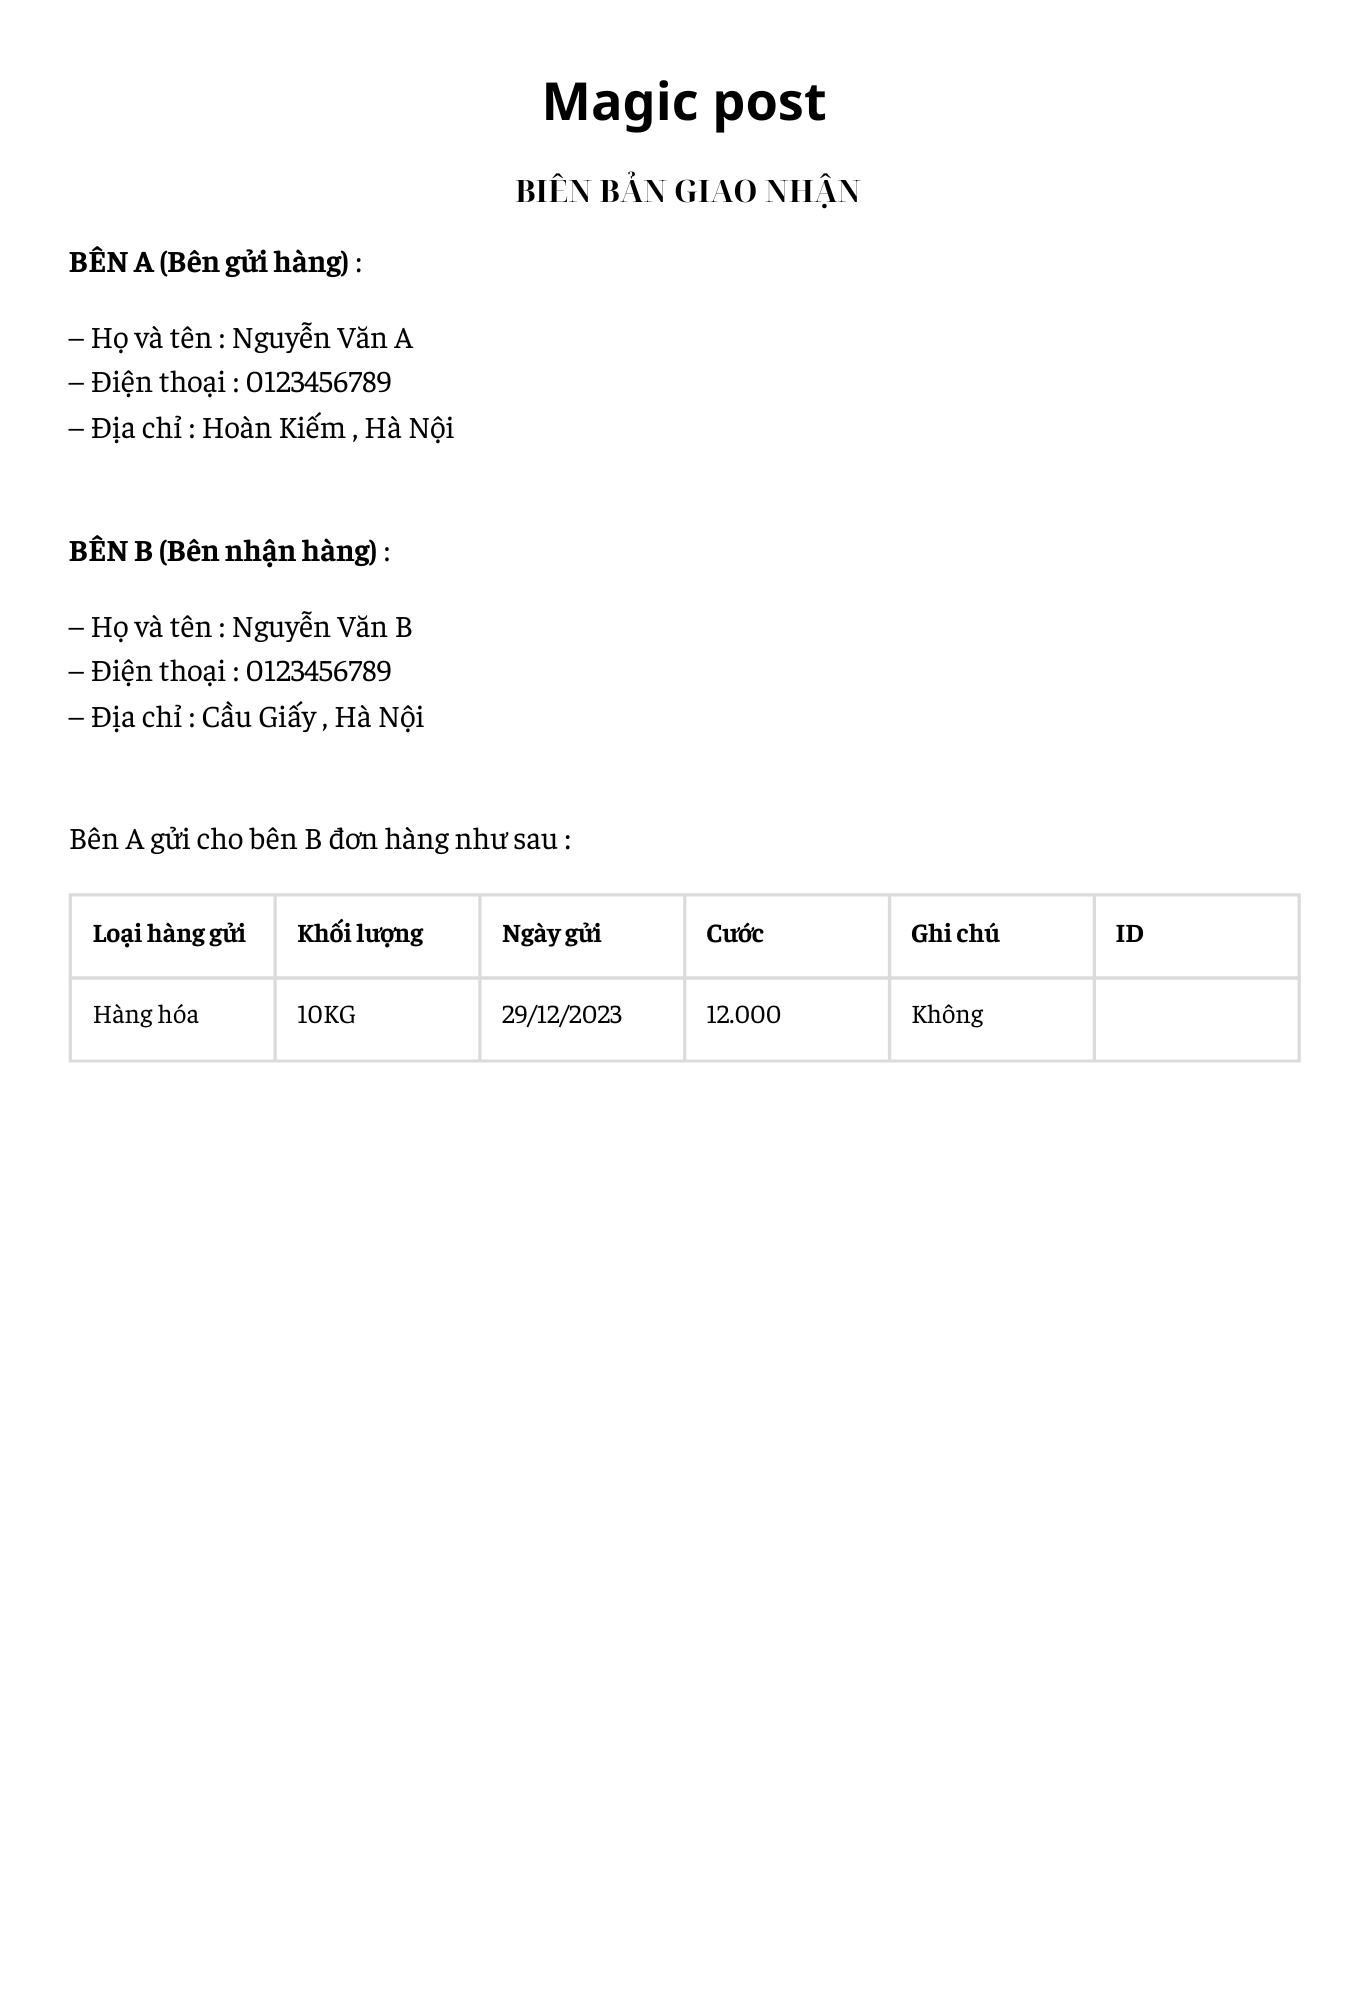 Magic post
BIÊN BẢN GIAO NHẬN
BÊN A (Bên gửi hàng) :
– Họ và tên : Nguyễn Văn A
– Điện thoại : 0123456789
– Địa chỉ : Hoàn Kiếm , Hà Nội
BÊN B (Bên nhận hàng) :
– Họ và tên : Nguyễn Văn B
– Điện thoại : 0123456789
– Địa chỉ : Cầu Giấy , Hà Nội
Bên A gửi cho bên B đơn hàng như sau :
Loại hàng gửi Khối lượng Ngày gửi Cước Ghi chú ID
Hàng hóa 10KG 29/12/2023 12.000 Không